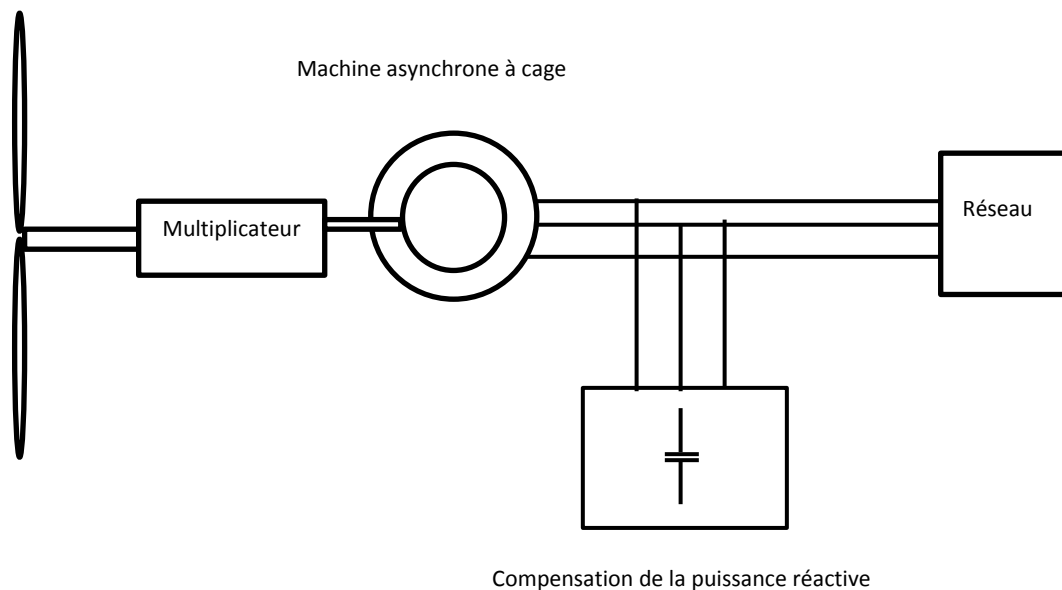 Machine asynchrone à cage
Multiplicateur
Réseau
Compensation de la puissance réactive